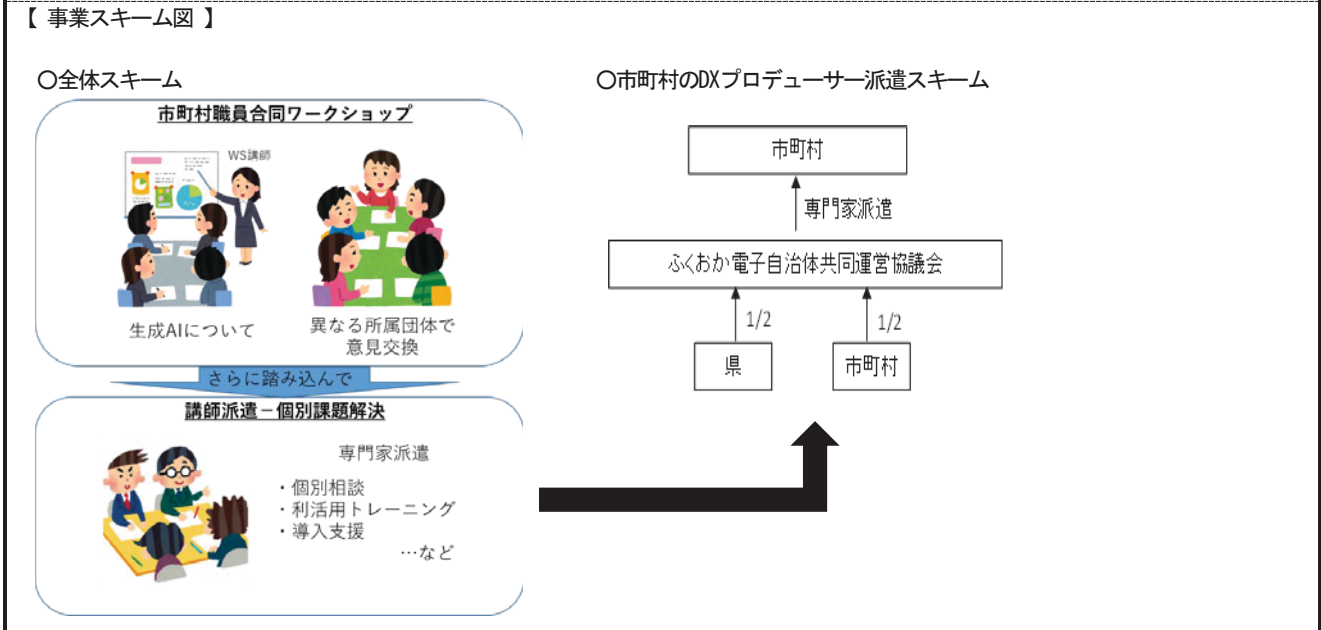 【 事業スキーム図 】
〇全体スキーム
市町村職員合同ワークショップ
WS講師
生成AIについて
異なる所属団体で
意見交換
さらに踏み込んで
講師派遣－個別課題解決
専門家派遣
・個別相談
・利活用トレーニング
・導入支援
…など
〇市町村のDXプロデューサー派遣スキーム
市町村
専門家派遣
ふくおか電子自治体共同運営協議会
1/2
1/2
県
市町村